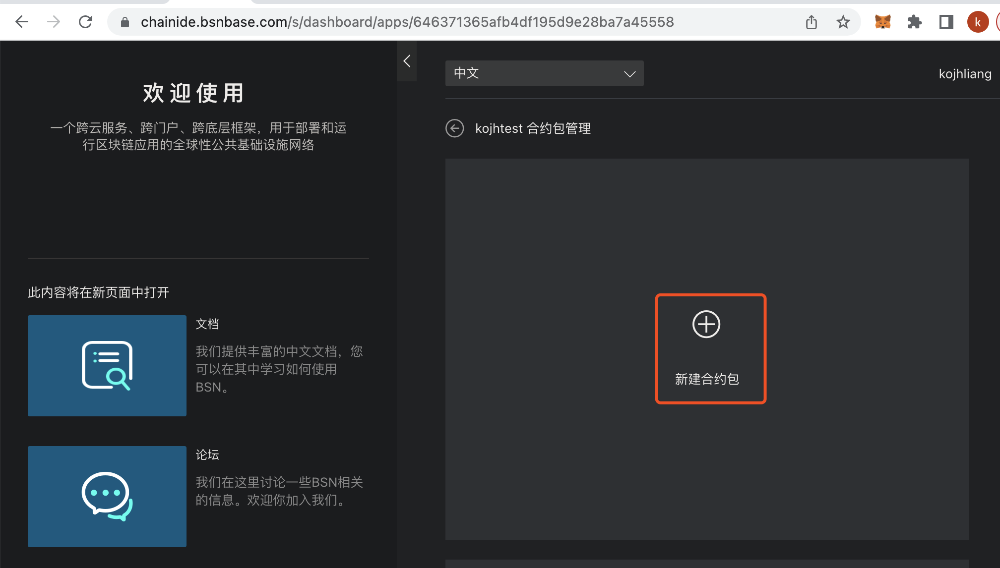 chainide.bsnbase.com/s/dashboard/apps/646371365afb4df195d9e28ba7a45558
k
中文
kojhliang
欢迎使用
一个跨云服务、跨门户、跨底层框架，用于部署和运
行区块链应用的全球性公共基础设施网络
kojhtest 合约包管理
此内容将在新页面中打开
文档
我们提供丰富的中文文档，您
可以在其中学习如何使用
BSN。
新建合约包
论坛
我们在这里讨论一些BSN相关
的信息。欢迎你加入我们。